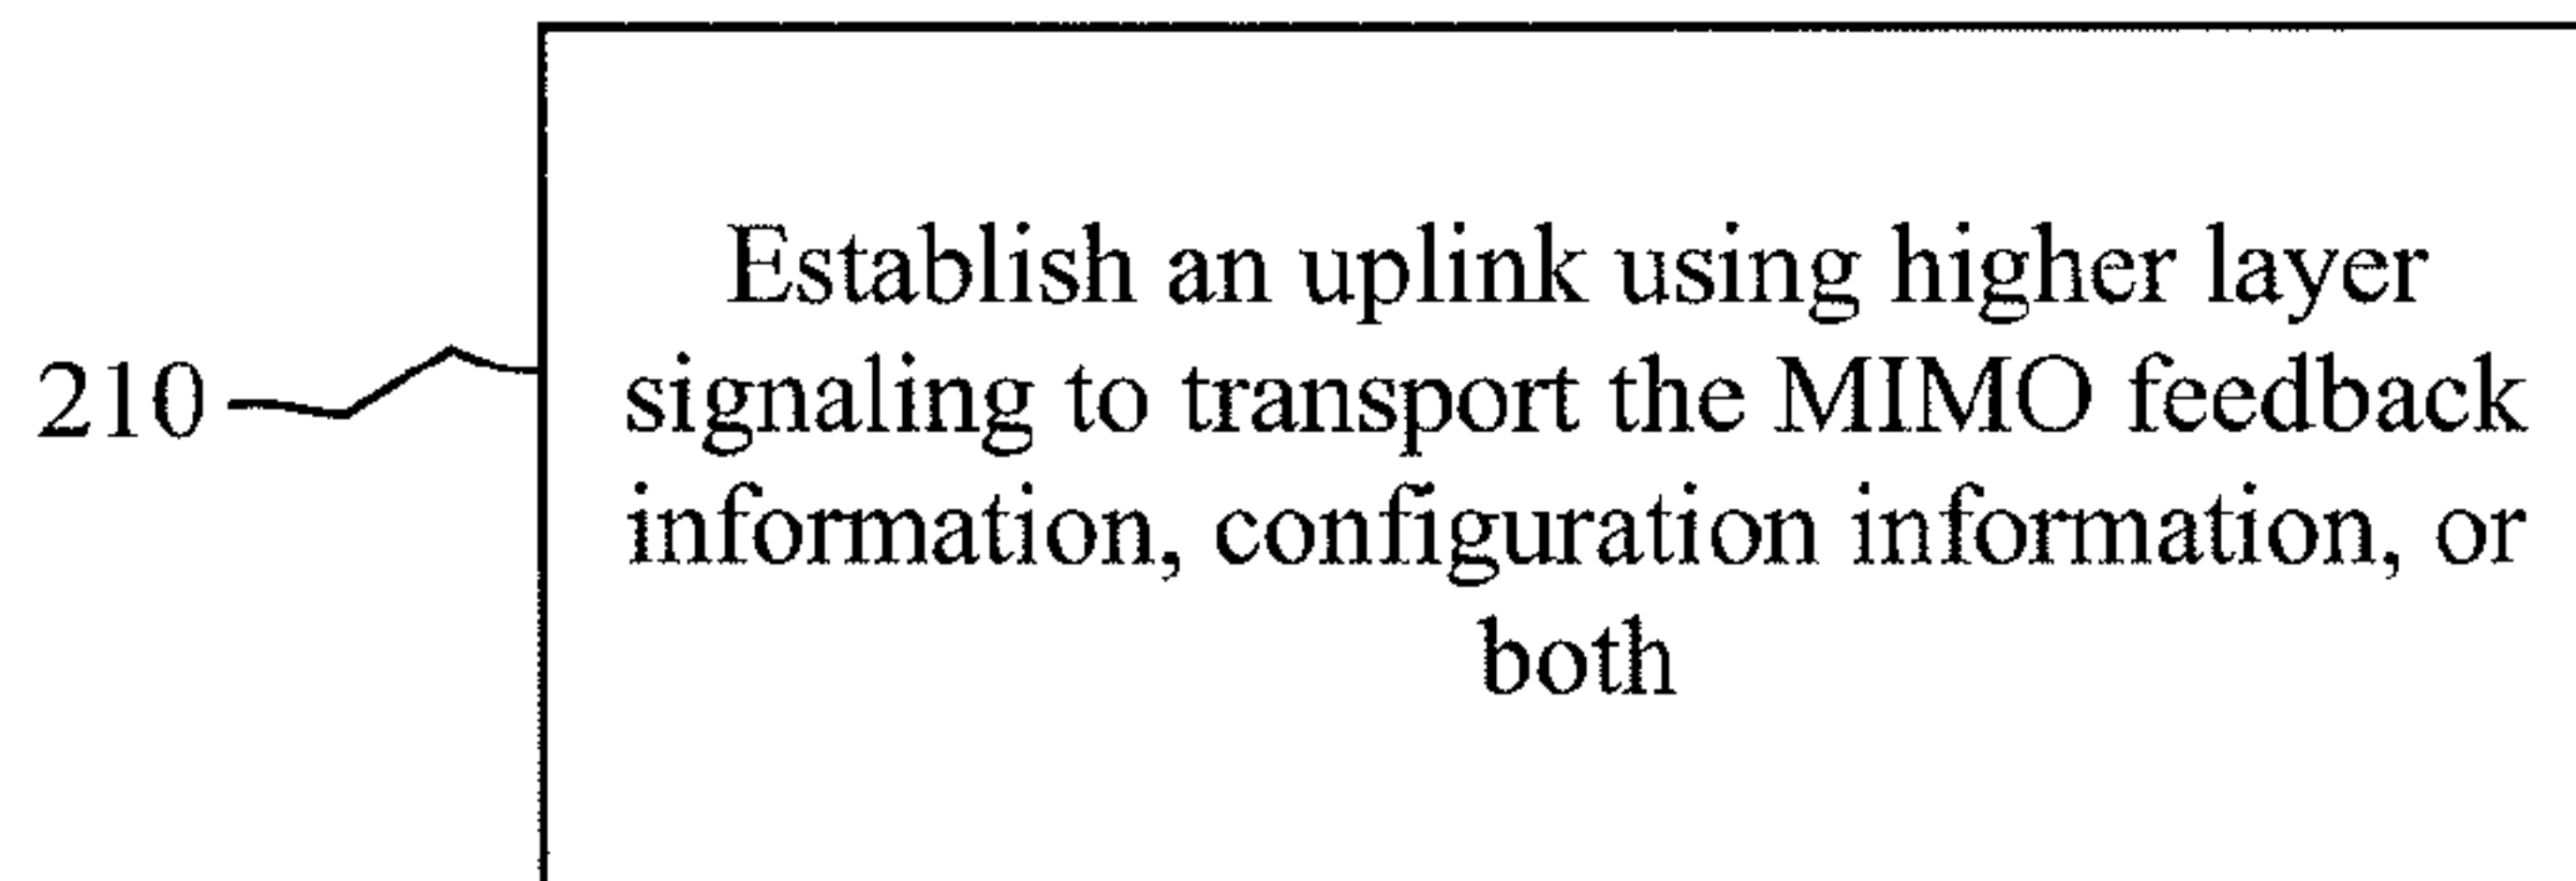 Establish an uplink using higher layer
210 signaling to transport the MIMO feedback
information, configuration information, or
both